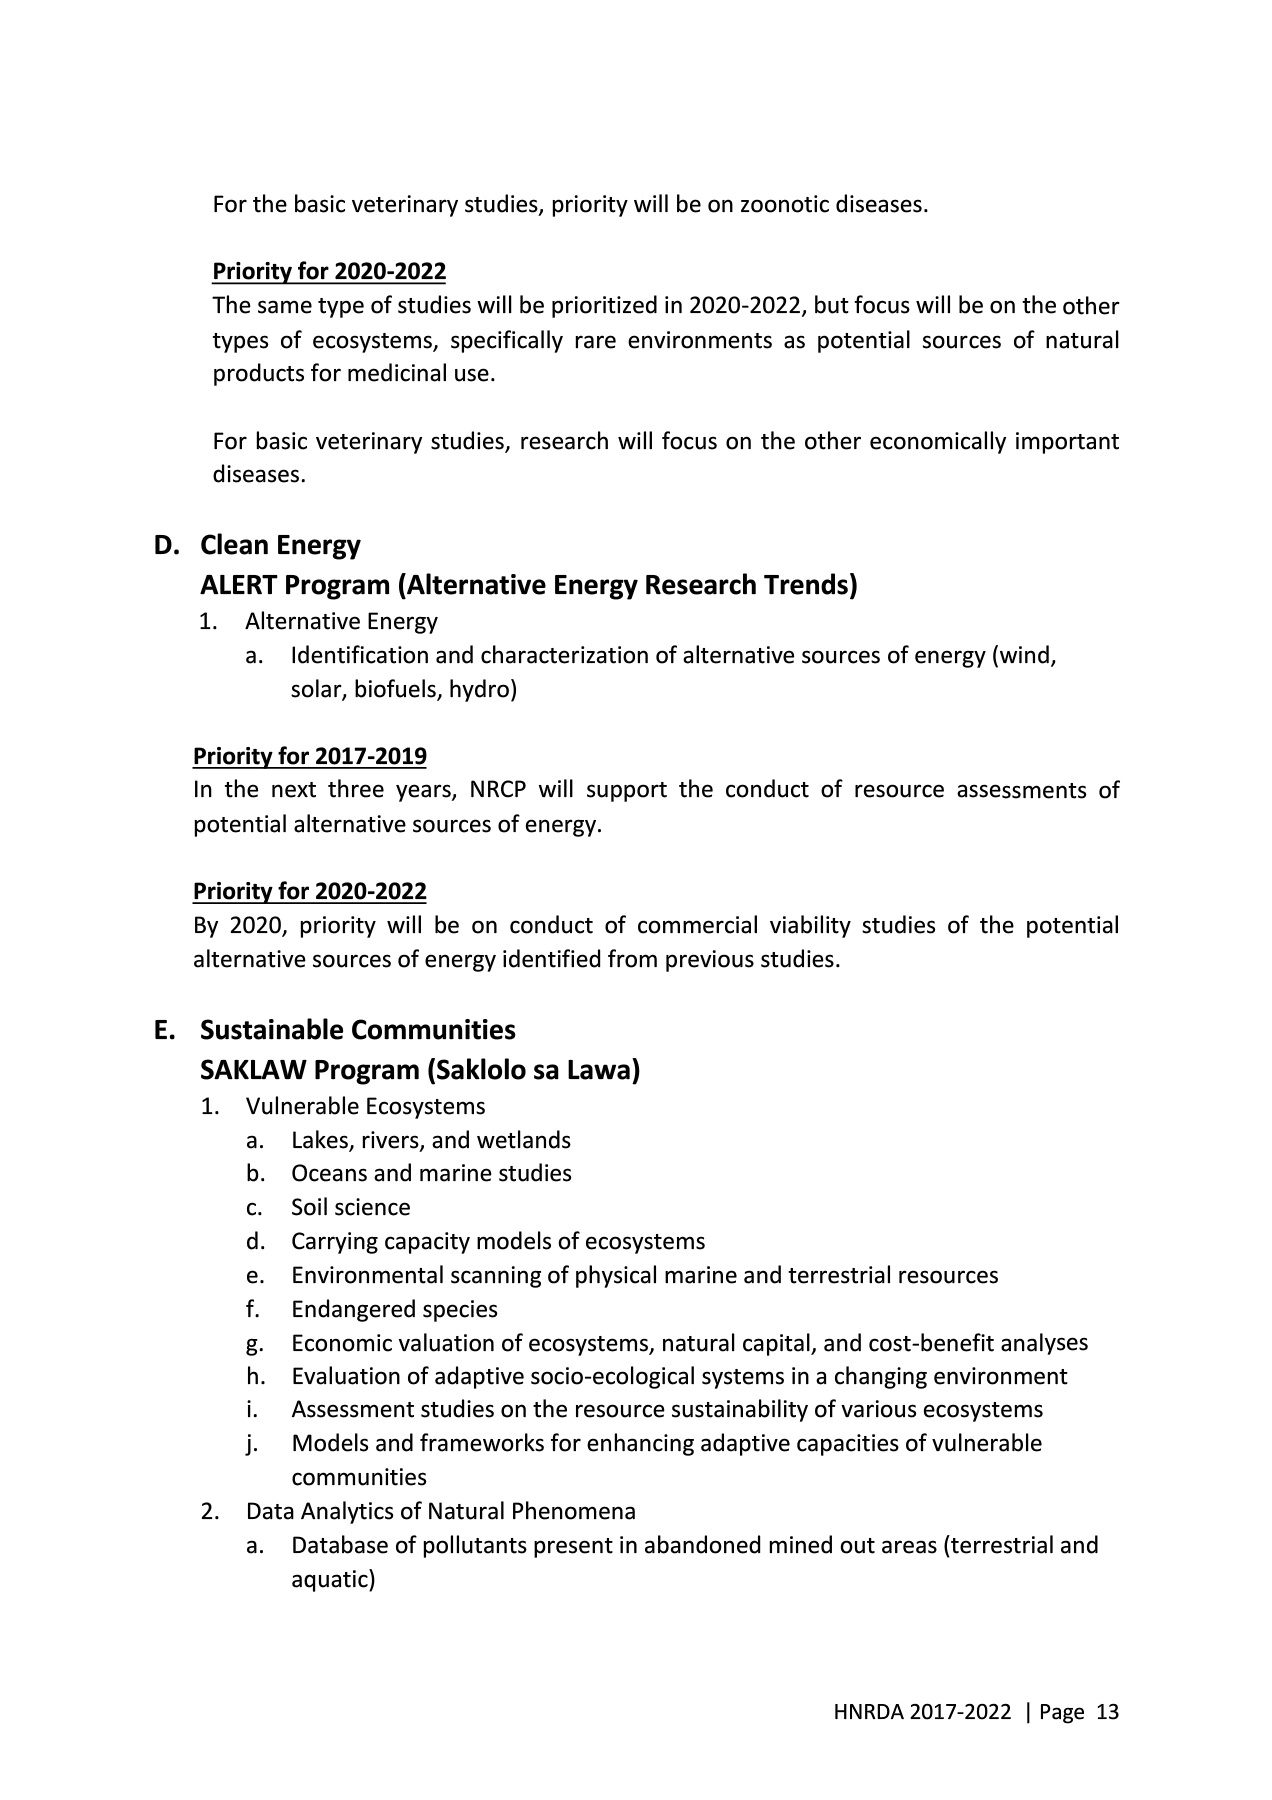 For the basic veterinary studies, priority will be on zoonotic diseases.
Priority for 2020-2022
The same type of studies will be prioritized in 2020-2022, but focus will be on the other
types of ecosystems, specifically rare environments as potential sources of natural
products for medicinal use.
For basic veterinary studies, research will focus on the other economically important
diseases.
D. Clean Energy
ALERT Program (Alternative Energy Research Trends)
1. Alternative Energy
a. Identification and characterization of alternative sources of energy (wind,
solar, biofuels, hydro)
Priority for 2017-2019
In the next three years, NRCP will support the conduct of resource assessments of
potential alternative sources of energy.
Priority for 2020-2022
By 2020, priority will be on conduct of commercial viability studies of the potential
alternative sources of energy identified from previous studies.
E. Sustainable Communities
SAKLAW Program (Saklolo sa Lawa)
1. Vulnerable Ecosystems
a. Lakes, rivers, and wetlands
b. Oceans and marine studies
c. Soil science
d. Carrying capacity models of ecosystems
e. Environmental scanning of physical marine and terrestrial resources
f. Endangered species
g. Economic valuation of ecosystems, natural capital, and cost-benefit analyses
h. Evaluation of adaptive socio-ecological systems in a changing environment
i. Assessment studies on the resource sustainability of various ecosystems
j. Models and frameworks for enhancing adaptive capacities of vulnerable
communities
2. Data Analytics of Natural Phenomena
a. Database of pollutants present in abandoned mined out areas (terrestrial and
aquatic)
HNRDA 2017-2022 | Page 13